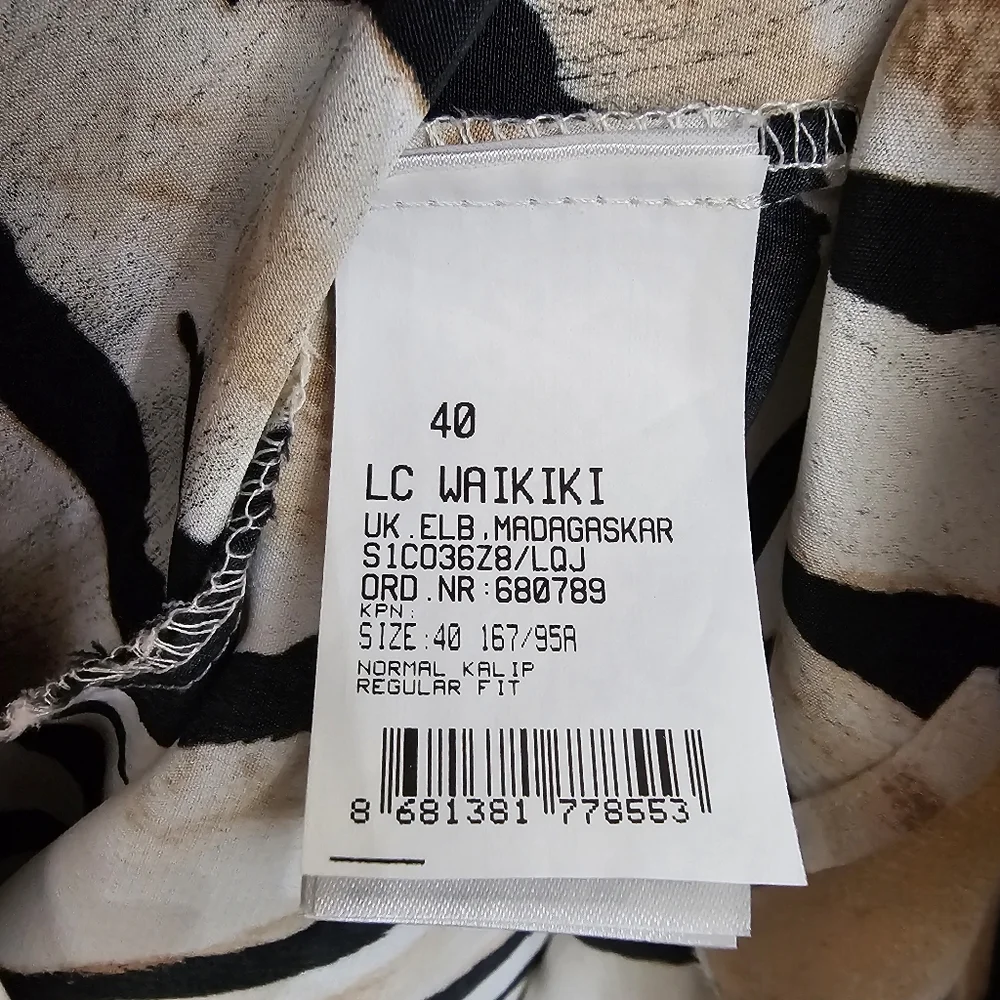 40
LC WAIKIKI
UK.ELB,MADAGASKAR
S1CO36Z8/LQJ
ORD.NR:680789
KPN:
SIZE:40 167/95A
NORMAL KALIP
REGULAR FIT
8 681381 778553